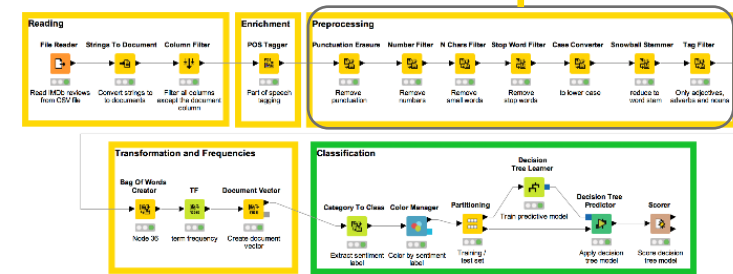 Reading
Enrichment
Preprocessing
File Reader
Strings To Document
Column Filter
POS Tagger
Punctuation Erasure
Number Filter
N Chars Filter
Stop Word Filter
Case Converter
Snowball Stemmer
Tag Filter
Read IMDb reviews
from CSV file
Convert strings to
to documents
Filter all columns
except the document
column
Part of speech
tagging
Remove
punctuation
Remove
numbers
Remove
small words
Remove
stop words
to lower case
reduce to
word stem
Only adjectives,
adverbs and nouns
Transformation and Frequencies
Classification
Bag Of Words
Creator
TF
Document Vector
Node 36
term frequency
Create document
vector
Category To Class
Color Manager
Partitioning
Decision
Tree Learner
Decision Tree
Predictor
Scorer
Extract sentiment
label
Color by sentiment
label
Training /
test set
Train predictive model
Apply decision
tree model
Score decision
tree model